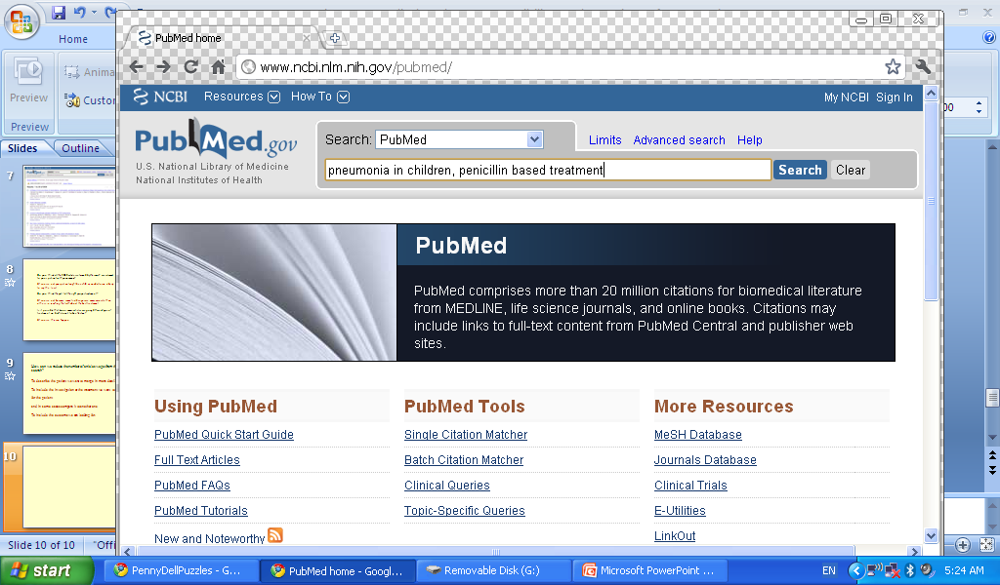 Home
PubMed home
www.ncbi.nlm.nih.gov/pubmed/
Preview
Anima
Custor
Preview
Slides Outline
7
8
9
10
Slide 10 of 10 "Offi
NCBI Resources How To My NCBI Sign In
PubMed.gov
U.S. National Library of Medicine
National Institutes of Health
Search: PubMed
Limits Advanced search Help
pneumonia in children, penicillin based treatment
Search Clear
PubMed
PubMed comprises more than 20 million citations for biomedical literature
from MEDLINE, life science journals, and online books. Citations may
include links to full-text content from PubMed Central and publisher web
sites.
Using PubMed
PubMed Quick Start Guide
Full Text Articles
PubMed FAQs
PubMed Tutorials
New and Noteworthy
PubMed Tools
Single Citation Matcher
Batch Citation Matcher
Clinical Queries
Topic-Specific Queries
More Resources
MeSH Database
Journals Database
Clinical Trials
E-Utilities
LinkOut
start PennyDellPuzzles - G... PubMed home - Googl... Removable Disk (G:) Microsoft PowerPoint ... EN 5:24 AM